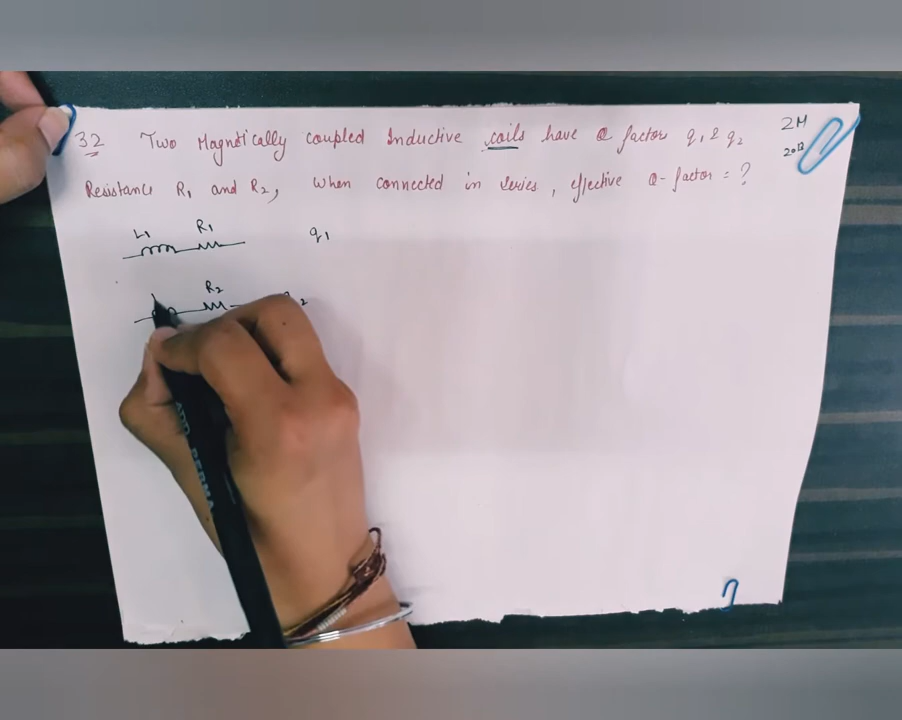 32 Two Magnetically coupled Inductive coils have Q factor q1 & q2
2M
2013
Resistance R1 and R2, when connected in series, effective Q-factor = ?
L1 R1 q1
R2
2